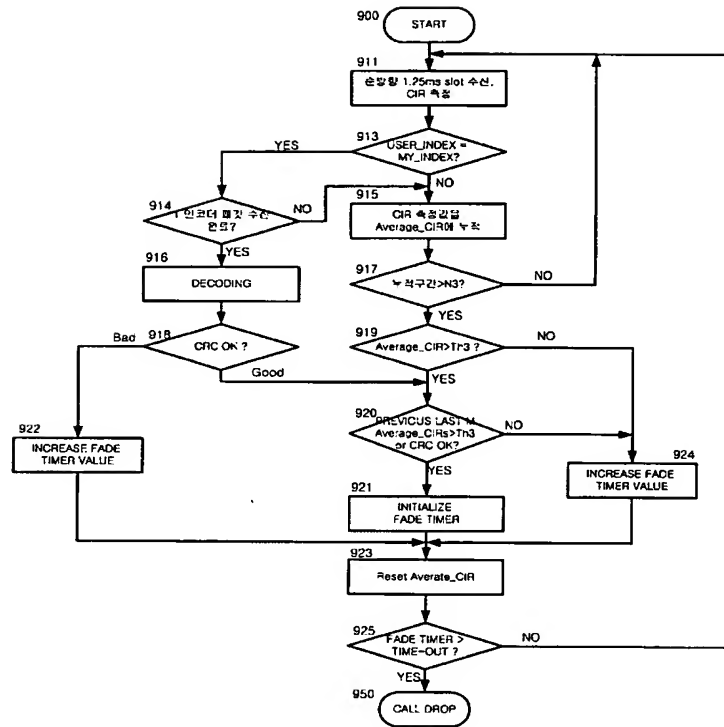 900
START
911
순방향 1.25ms slot 수신,
CIR 측정
913
YES
USER_INDEX =
MY_INDEX?
NO
914
1 인코더 패킷 수신
완료?
NO
YES
915
CIR 측정값을
Average_CIR에 누적
916
DECODING
917
누적구간>N3?
NO
YES
918
CRC OK ?
Bad
Good
919
Average_CIR>Th3 ?
NO
YES
920
PREVICUS LAST M
Average_CIRs>Th3
or CRC OK?
NO
YES
922
INCREASE FADE
TIMER VALUE
924
INCREASE FADE
TIMER VALUE
921
INITIALIZE
FADE TIMER
923
Reset Averate_CIR
925
FADE TIMER >
TIME-OUT ?
NO
YES
950
CALL DROP